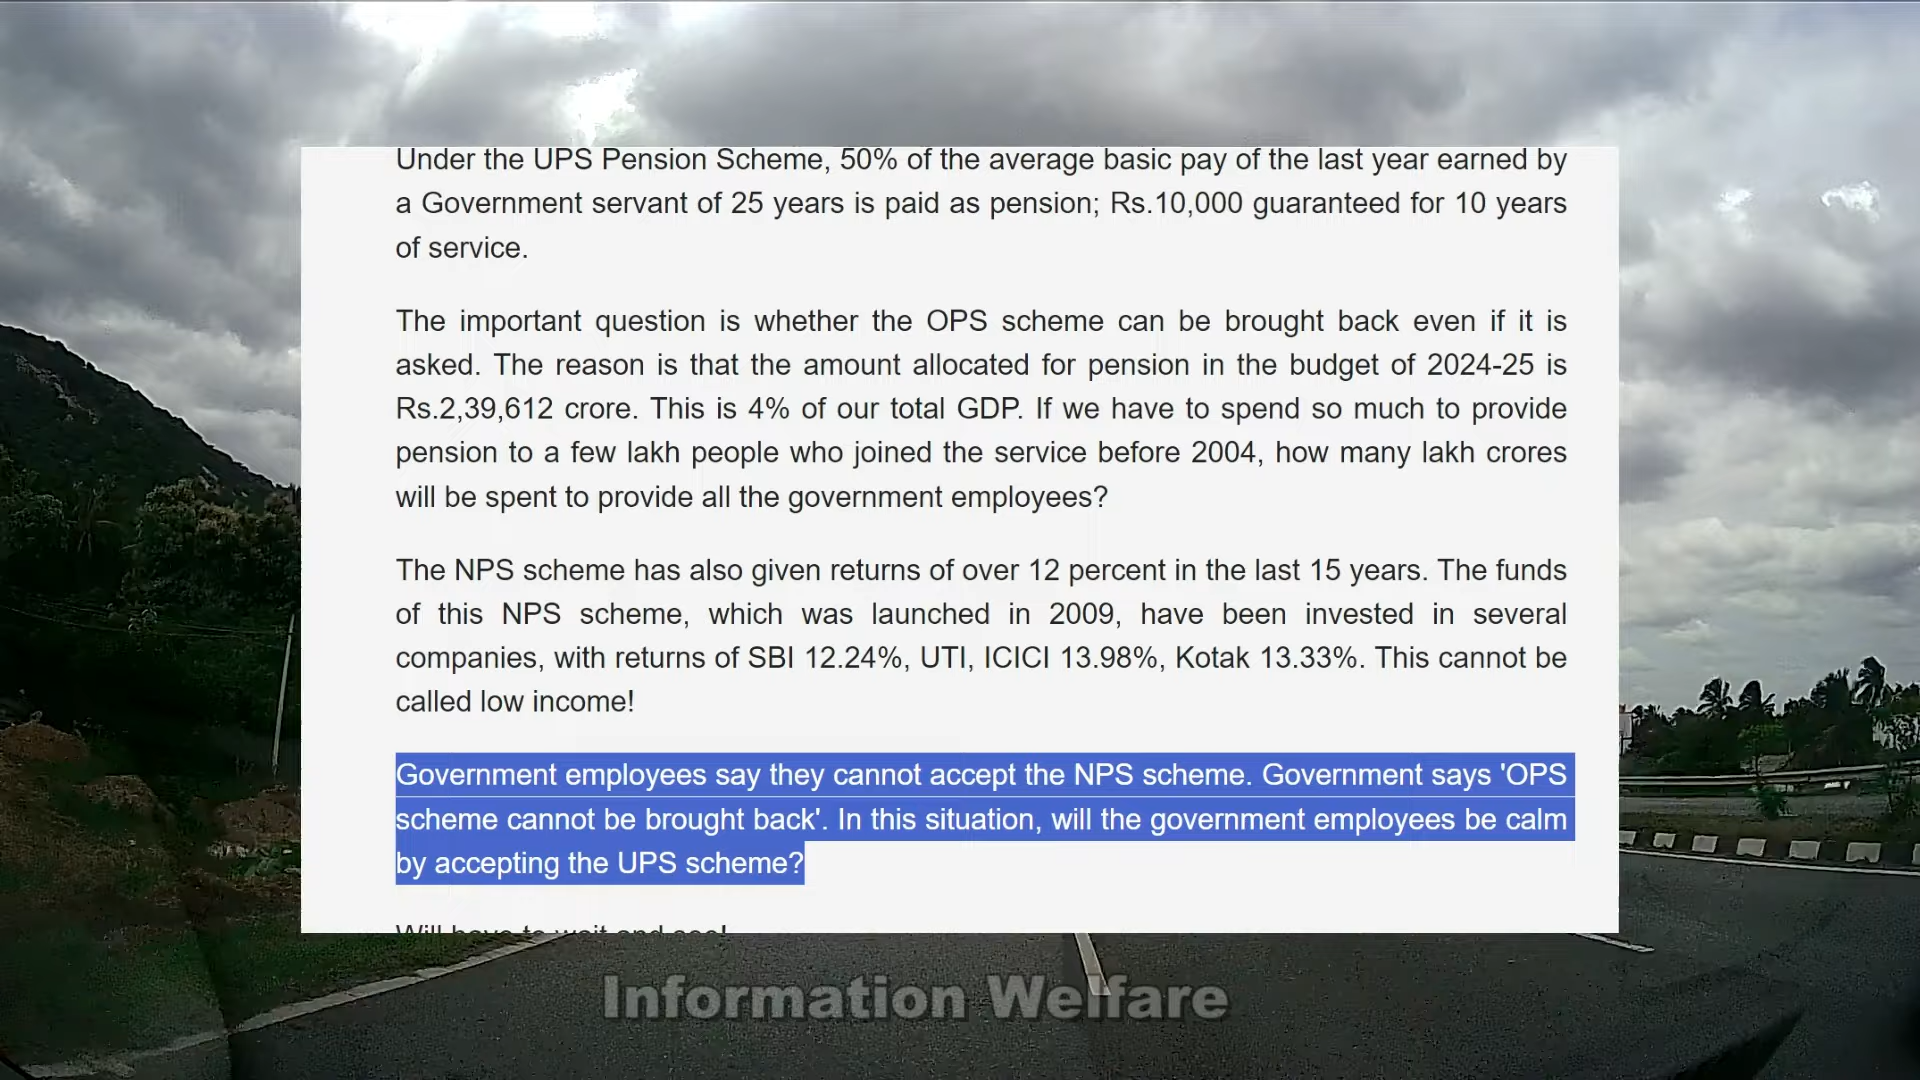 Under the UPS Pension Scheme, 50% of the average basic pay of the last year earned by
a Government servant of 25 years is paid as pension; Rs.10,000 guaranteed for 10 years
of service.
The important question is whether the OPS scheme can be brought back even if it is
asked. The reason is that the amount allocated for pension in the budget of 2024-25 is
Rs.2,39,612 crore. This is 4% of our total GDP. If we have to spend so much to provide
pension to a few lakh people who joined the service before 2004, how many lakh crores
will be spent to provide all the government employees?
The NPS scheme has also given returns of over 12 percent in the last 15 years. The funds
of this NPS scheme, which was launched in 2009, have been invested in several
companies, with returns of SBI 12.24%, UTI, ICICI 13.98%, Kotak 13.33%. This cannot be
called low income!
Government employees say they cannot accept the NPS scheme. Government says 'OPS
scheme cannot be brought back'. In this situation, will the government employees be calm
by accepting the UPS scheme?
Will have to wait and see!
Information Welfare